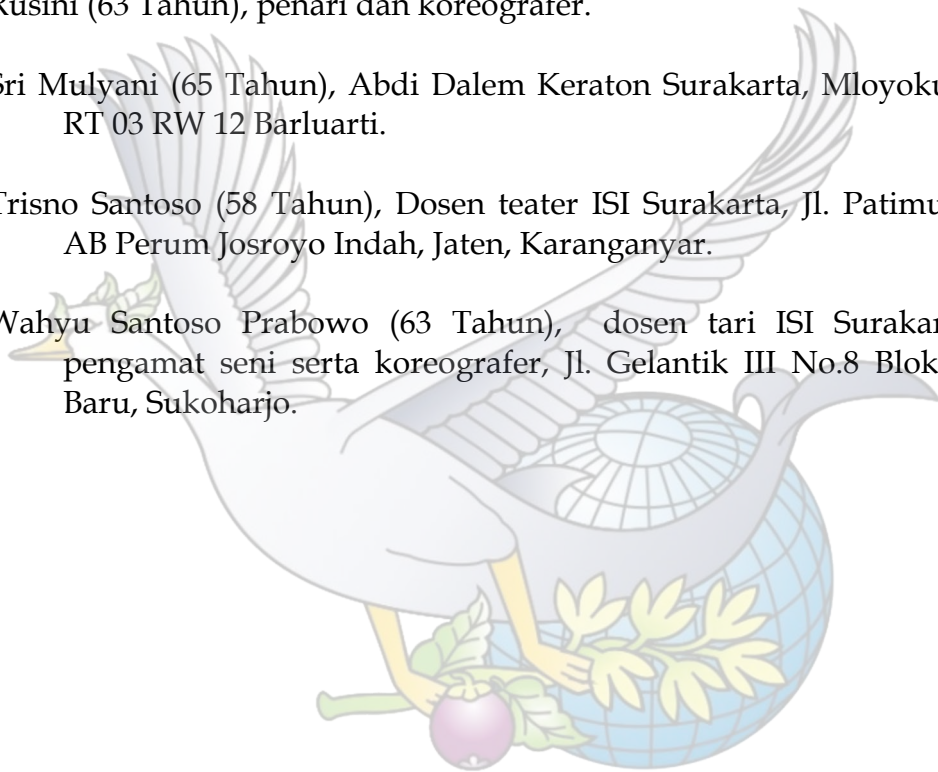 Rusini (63 Tahun), penari dan koreografer.
Sri Mulyani (65 Tahun), Abdi Dalem Keraton Surakarta, Mloyoku
RT 03 RW 12 Barluarti.
Trisno Santoso (58 Tahun), Dosen teater ISI Surakarta, Jl. Patimu
AB Perum Josroyo Indah, Jaten, Karanganyar.
Wahyu Santoso Prabowo (63 Tahun), dosen tari ISI Surakar
pengamat seni serta koreografer, Jl. Gelantik III No.8 Blok
Baru, Sukoharjo.